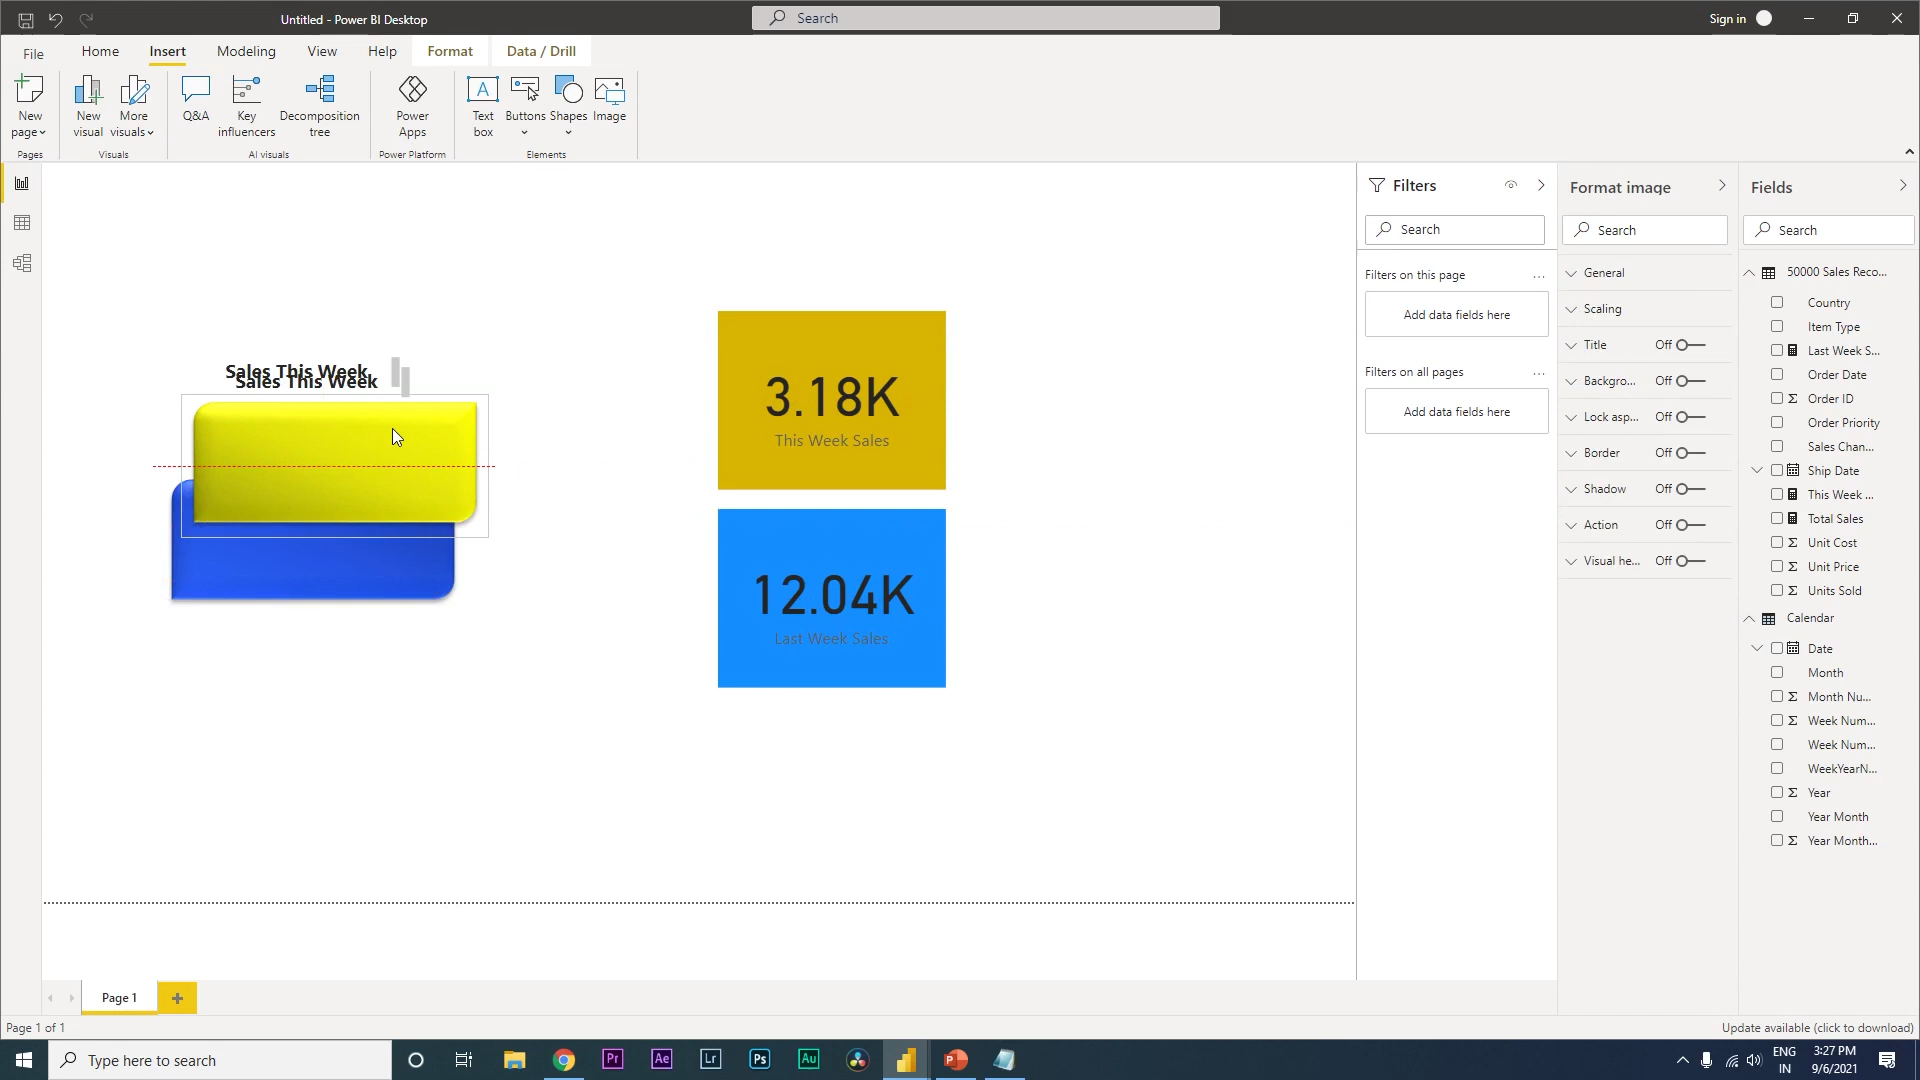 Untitled - Power BI Desktop
Search
Sign in
File
Home
Insert
Modeling
View
Help
Format
Data / Drill
New page
New visual
More visuals
Q&A
Key influencers
Decomposition tree
Power Apps
Text box
Buttons
Shapes
Image
Pages
Visuals
AI visuals
Power Platform
Elements
Sales This Week
Sales This Week
3.18K
This Week Sales
12.04K
Last Week Sales
Filters
Search
Filters on this page
...
Add data fields here
Filters on all pages
...
Add data fields here
Format image
Search
General
Scaling
Title Off
Backgro... Off
Lock asp... Off
Border Off
Shadow Off
Action Off
Visual he... Off
Fields
Search
50000 Sales Reco...
Country
Item Type
Last Week S...
Order Date
Σ Order ID
Order Priority
Sales Chan...
Ship Date
This Week ...
Total Sales
Σ Unit Cost
Σ Unit Price
Σ Units Sold
Calendar
Date
Month
Σ Month Nu...
Σ Week Num...
Week Num...
WeekYearN...
Σ Year
Year Month
Σ Year Month...
Page 1
Page 1 of 1
Update available (click to download)
Type here to search
Pr
Ae
Lr
Ps
Au
ENG
IN
3:27 PM
9/6/2021